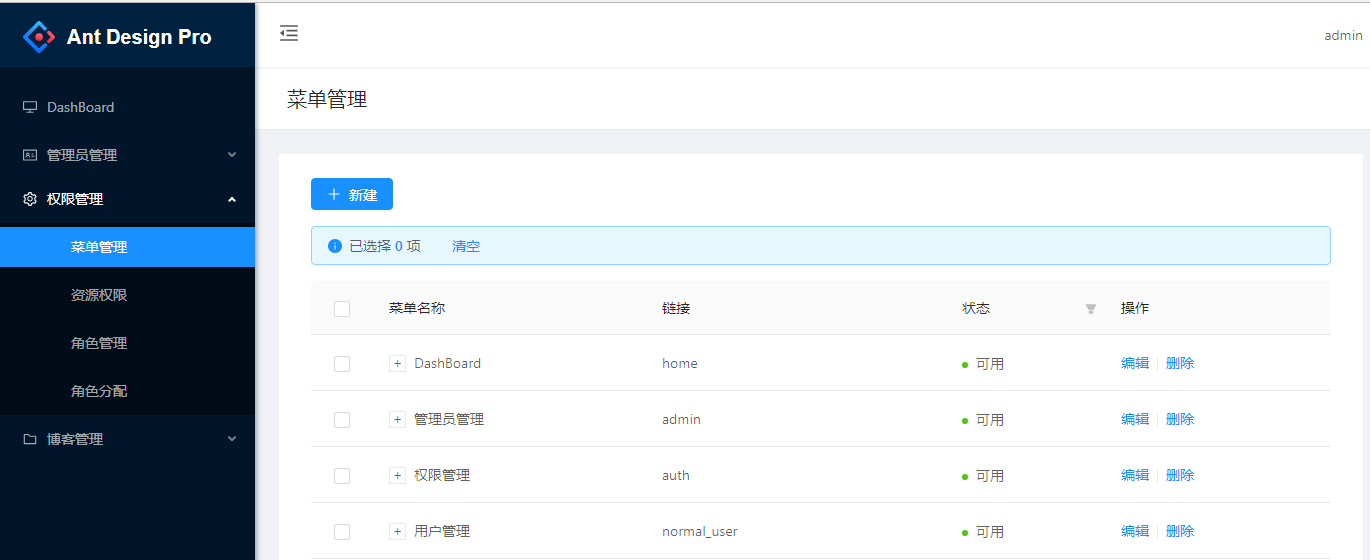 Ant Design Pro
admin
DashBoard
管理员管理
权限管理
菜单管理
资源权限
角色管理
角色分配
博客管理
菜单管理
新建
已选择 0 项 清空
菜单名称 链接 状态 操作
DashBoard home 可用 编辑 删除
管理员管理 admin 可用 编辑 删除
权限管理 auth 可用 编辑 删除
用户管理 normal_user 可用 编辑 删除